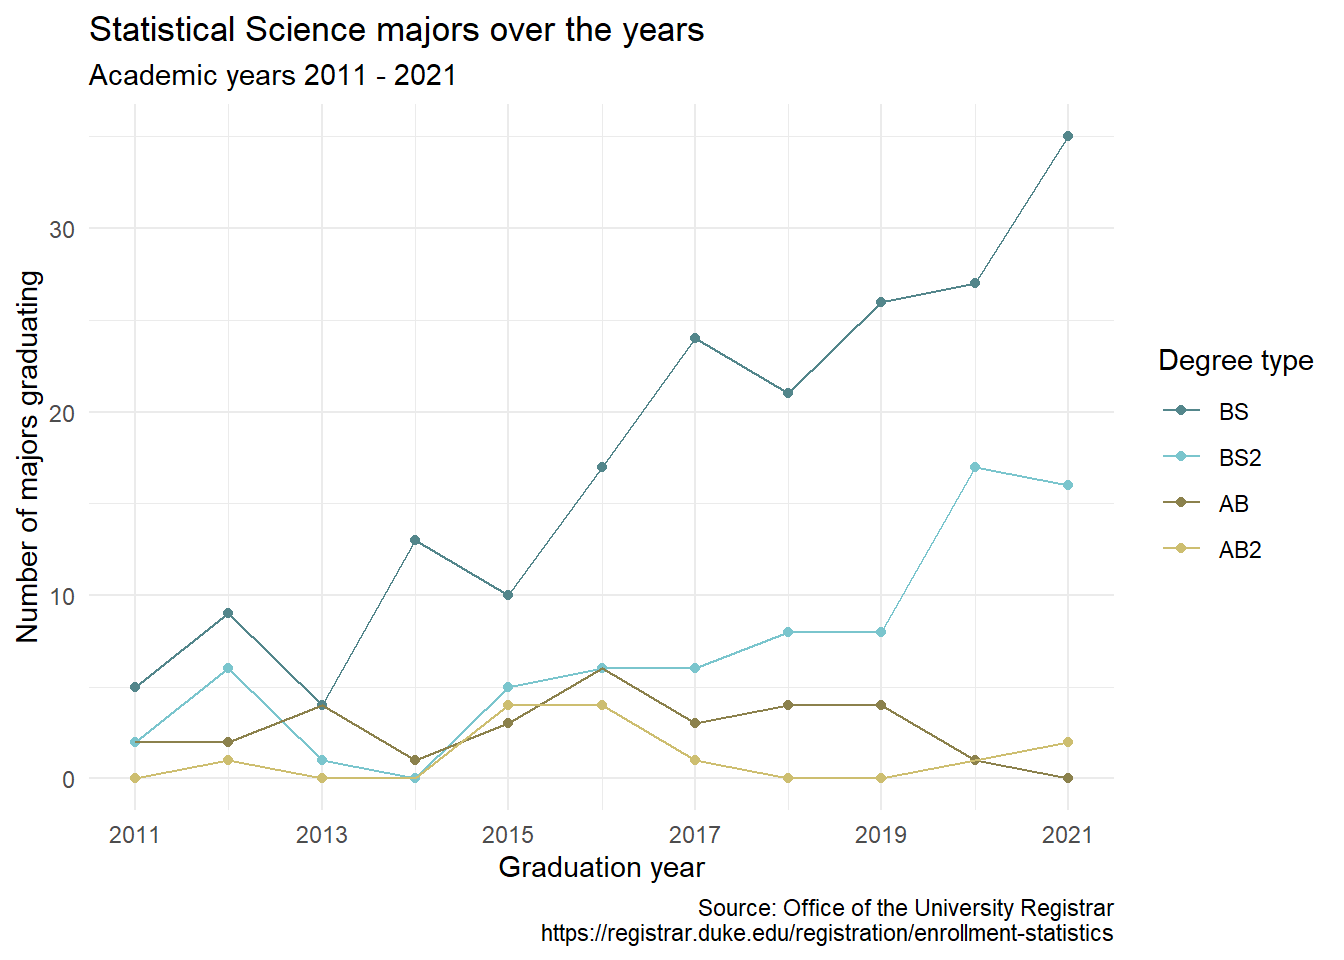 Statistical Science majors over the years
Academic years 2011 - 2021
Number of majors graduating
30
20
10
0
2011 2013 2015 2017 2019 2021
Graduation year
Degree type
BS
BS2
AB
AB2
Source: Office of the University Registrar
https://registrar.duke.edu/registration/enrollment-statistics